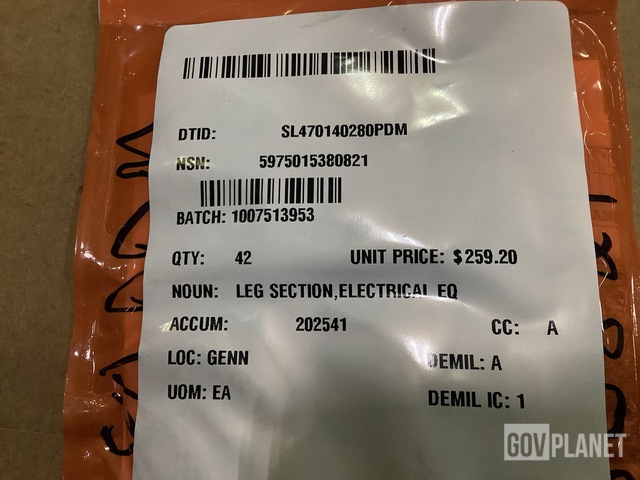 DTID: SL470140280PDM
NSN: 5975015380821
BATCH: 1007513953
QTY: 42 UNIT PRICE: $259.20
NOUN: LEG SECTION,ELECTRICAL EQ
ACCUM: 202541 CC: A
LOC: GENN DEMIL: A
UOM: EA DEMIL IC: 1
GOVPLANET